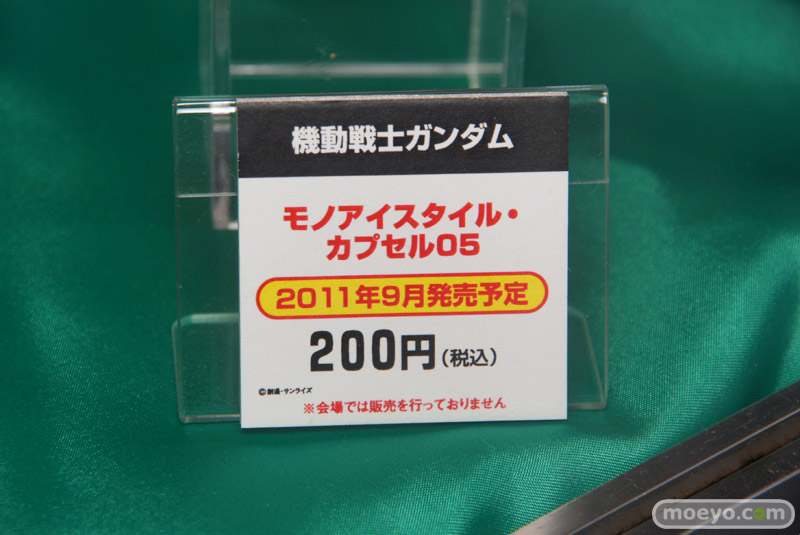 機動戦士ガンダム
モノアイスタイル・
カプセル05
2011年9月発売予定
200円(税込)
©創通・サンライズ
※会場では販売を行っておりません
moeyo.com